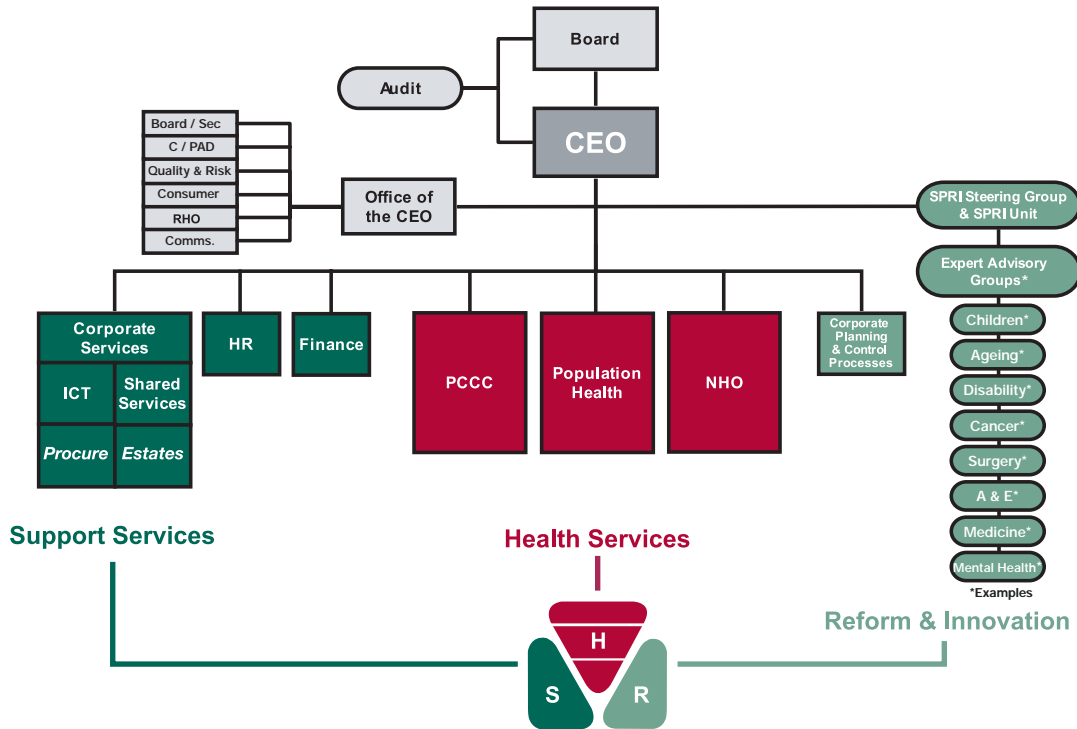 Board
Audit
CEO
Board / Sec
C / PAD
Quality & Risk
Consumer
RHO
Comms.
Office of
the CEO
SPRI Steering Group
& SPRI Unit
Expert Advisory
Groups*
Children*
Ageing*
Disability*
Cancer*
Surgery*
A & E*
Medicine*
Mental Health*
*Examples
Corporate
Services
ICT
Shared
Services
Procure
Estates
HR
Finance
PCCC
Population
Health
NHO
Corporate
Planning
& Control
Processes
Support Services
Health Services
Reform & Innovation
H
S
R